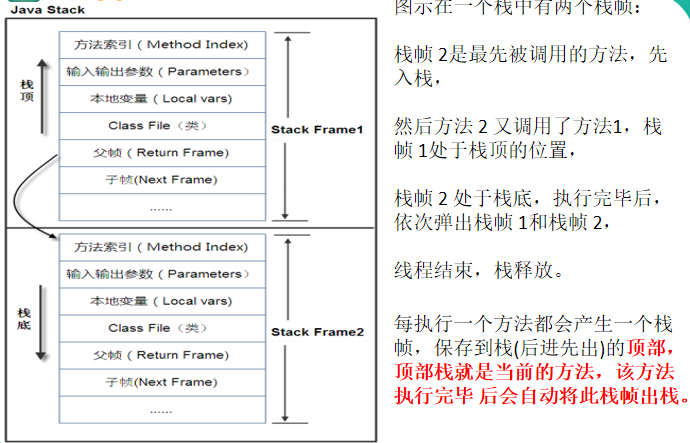 Java Stack
方法索引 ( Method Index)
输入输出参数 ( Parameters )
本地变量 ( Local vars)
Class File（类）
父帧 ( Return Frame)
子帧(Next Frame)
......
栈顶
Stack Frame1
方法索引 ( Method Index)
输入输出参数 ( Parameters )
本地变量 ( Local vars)
Class File（类）
父帧 ( Return Frame)
子帧(Next Frame)
......
栈底
Stack Frame2
图示在一个栈中有两个栈帧：
栈帧 2是最先被调用的方法，先
入栈，
然后方法 2 又调用了方法1，栈
帧 1处于栈顶的位置，
栈帧 2 处于栈底，执行完毕后，
依次弹出栈帧 1和栈帧 2，
线程结束，栈释放。
每执行一个方法都会产生一个栈
帧，保存到栈(后进先出)的顶部，
顶部栈就是当前的方法，该方法
执行完毕 后会自动将此栈帧出栈。